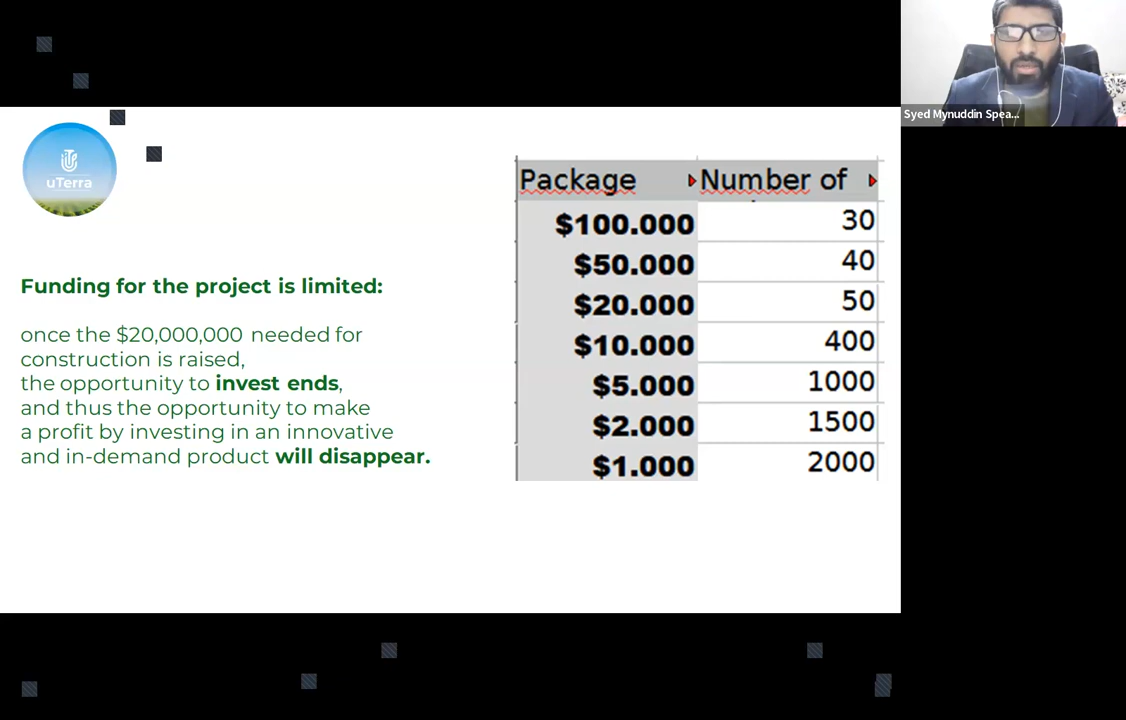 Syed Mynuddin Spea...
uTerra
Package Number of
$100.000 30
$50.000 40
$20.000 50
$10.000 400
$5.000 1000
$2.000 1500
$1.000 2000
Funding for the project is limited:
once the $20,000,000 needed for
construction is raised,
the opportunity to invest ends,
and thus the opportunity to make
a profit by investing in an innovative
and in-demand product will disappear.